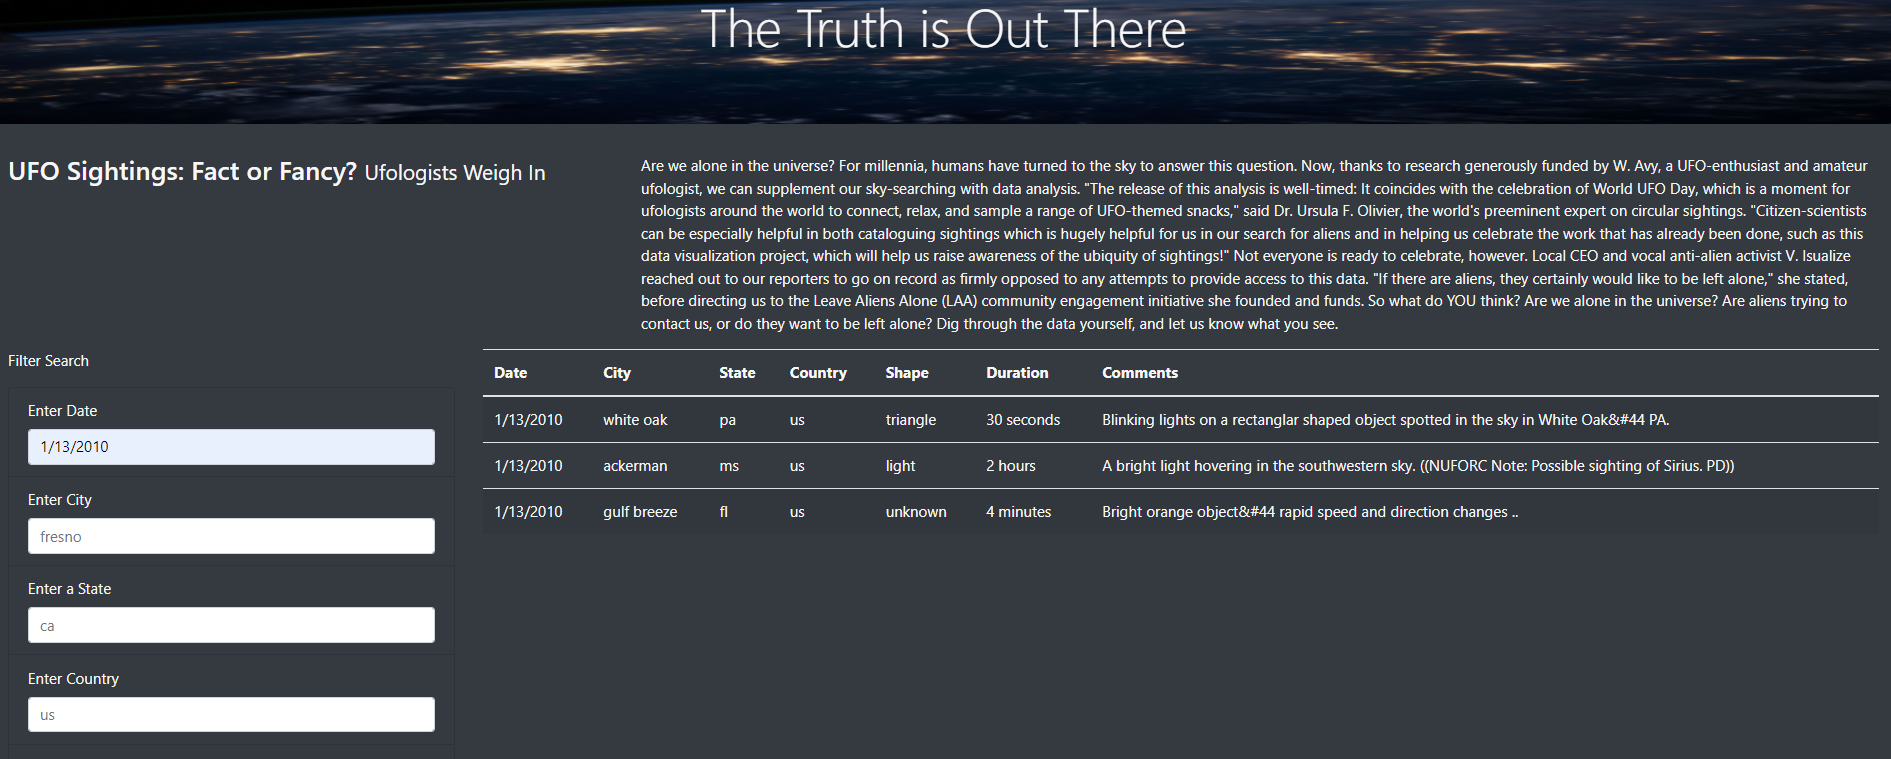 The Truth is Out There
UFO Sightings: Fact or Fancy? Ufologists Weigh In
Are we alone in the universe? For millennia, humans have turned to the sky to answer this question. Now, thanks to research generously funded by W. Avy, a UFO-enthusiast and amateur
ufologist, we can supplement our sky-searching with data analysis. "The release of this analysis is well-timed: It coincides with the celebration of World UFO Day, which is a moment for
ufologists around the world to connect, relax, and sample a range of UFO-themed snacks," said Dr. Ursula F. Olivier, the world's preeminent expert on circular sightings. "Citizen-scientists
can be especially helpful in both cataloguing sightings which is hugely helpful for us in our search for aliens and in helping us celebrate the work that has already been done, such as this
data visualization project, which will help us raise awareness of the ubiquity of sightings!" Not everyone is ready to celebrate, however. Local CEO and vocal anti-alien activist V. Isualize
reached out to our reporters to go on record as firmly opposed to any attempts to provide access to this data. "If there are aliens, they certainly would like to be left alone," she stated,
before directing us to the Leave Aliens Alone (LAA) community engagement initiative she founded and funds. So what do YOU think? Are we alone in the universe? Are aliens trying to
contact us, or do they want to be left alone? Dig through the data yourself, and let us know what you see.
Filter Search
Enter Date
1/13/2010
Enter City
fresno
Enter a State
ca
Enter Country
us
Date City State Country Shape Duration Comments
1/13/2010 white oak pa us triangle 30 seconds Blinking lights on a rectanglar shaped object spotted in the sky in White Oak&#44 PA.
1/13/2010 ackerman ms us light 2 hours A bright light hovering in the southwestern sky. ((NUFORC Note: Possible sighting of Sirius. PD))
1/13/2010 gulf breeze fl us unknown 4 minutes Bright orange object&#44 rapid speed and direction changes ..